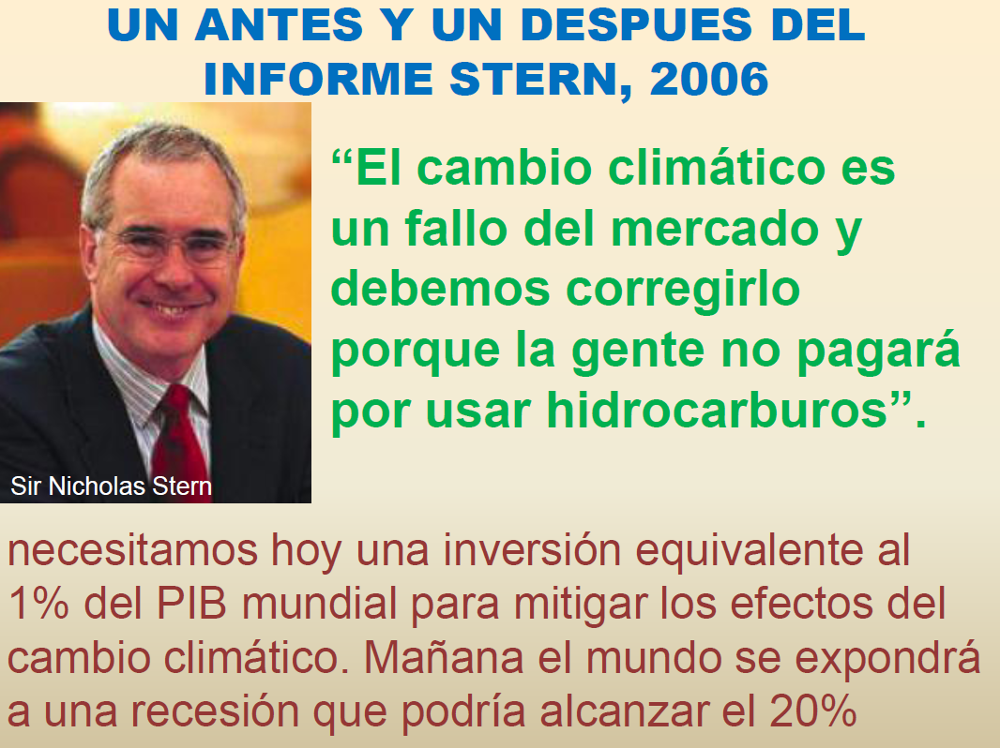 UN ANTES Y UN DESPUES DEL
INFORME STERN, 2006
“El cambio climático es
un fallo del mercado y
debemos corregirlo
porque la gente no pagará
por usar hidrocarburos”.
Sir Nicholas Stern
necesitamos hoy una inversión equivalente al
1% del PIB mundial para mitigar los efectos del
cambio climático. Mañana el mundo se expondrá
a una recesión que podría alcanzar el 20%